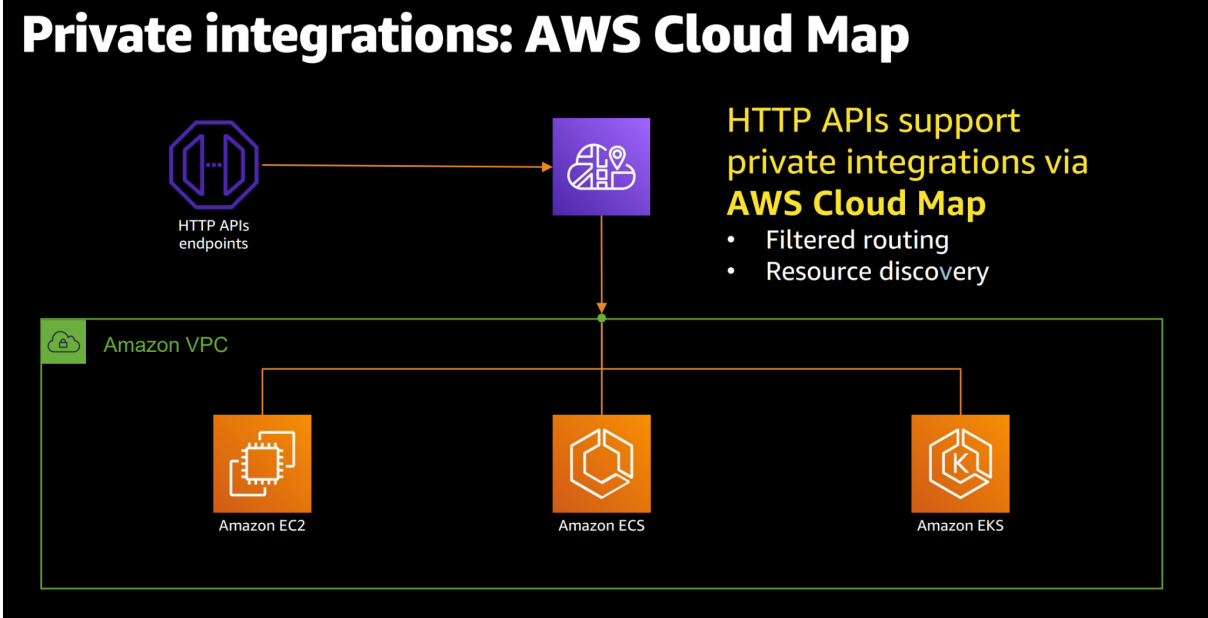 Private integrations: AWS Cloud Map
HTTP APIs
endpoints
HTTP APIs support
private integrations via
AWS Cloud Map
• Filtered routing
• Resource discovery
Amazon VPC
Amazon EC2
Amazon ECS
K
Amazon EKS